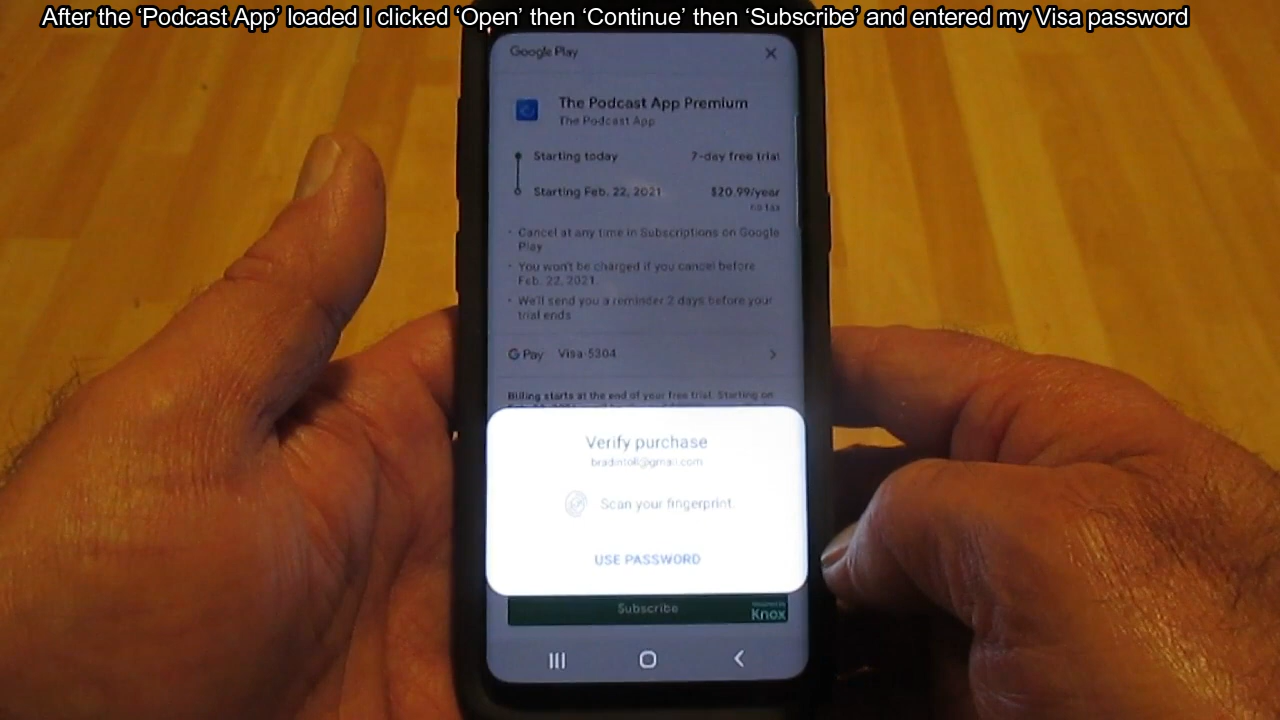 After the ‘Podcast App’ loaded I clicked ‘Open’ then ‘Continue’ then ‘Subscribe’ and entered my Visa password
Google Play
The Podcast App Premium
The Podcast App
Starting today 7-day free trial
Starting Feb. 22, 2021 $20.99/year
no tax
• Cancel at any time in Subscriptions on Google
Play
• You won't be charged if you cancel before
Feb. 22, 2021.
• We'll send you a reminder 2 days before your
trial ends
G Pay Visa-5304
Billing starts at the end of your free trial. Starting on
Verify purchase
bradintoll@gmail.com
Scan your fingerprint.
USE PASSWORD
Subscribe
Knox